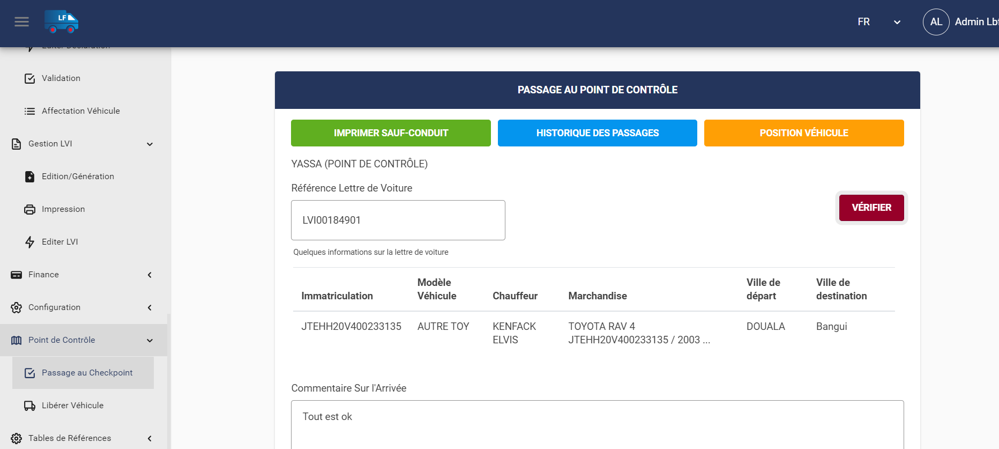 LF
FR
AL
Admin Lbf
Editer Déclaration
Validation
Affectation Véhicule
Gestion LVI
Edition/Génération
Impression
Editer LVI
Finance
Configuration
Point de Contrôle
Passage au Checkpoint
Libérer Véhicule
Tables de Références
PASSAGE AU POINT DE CONTRÔLE
IMPRIMER SAUF-CONDUIT
HISTORIQUE DES PASSAGES
POSITION VÉHICULE
YASSA (POINT DE CONTRÔLE)
Référence Lettre de Voiture
LVI00184901
VÉRIFIER
Quelques informations sur la lettre de voiture
Immatriculation
Modèle
Véhicule
Chauffeur
Marchandise
Ville de
départ
Ville de
destination
JTEHH20V400233135
AUTRE TOY
KENFACK
ELVIS
TOYOTA RAV 4
JTEHH20V400233135 / 2003 ...
DOUALA
Bangui
Commentaire Sur l'Arrivée
Tout est ok